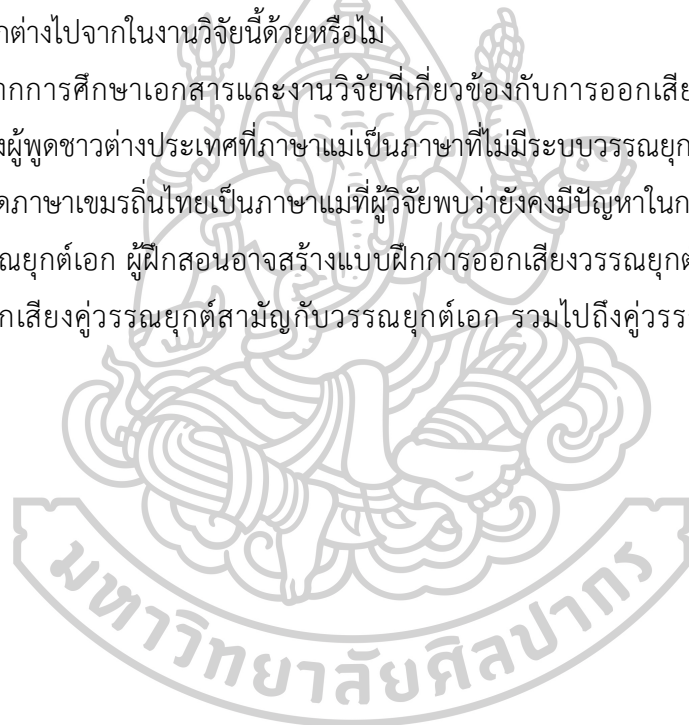 กต่างไปจากในงานวิจัยนี้ด้วยหรือไม่
ากการศึกษาเอกสารและงานวิจัยที่เกี่ยวข้องกับการออกเสีย
งผู้พูดชาวต่างประเทศที่ภาษาแม่เป็นภาษาที่ไม่มีระบบวรรณยุก
ดภาษาเขมรถิ่นไทยเป็นภาษาแม่ที่ผู้วิจัยพบว่ายังคงมีปัญหาในก
ณยุกต์เอก ผู้ฝึกสอนอาจสร้างแบบฝึกการออกเสียงวรรณยุกต
กเสียงคู่วรรณยุกต์สามัญกับวรรณยุกต์เอก รวมไปถึงคู่วรร
มหาวิทยาลัยศิลปากร